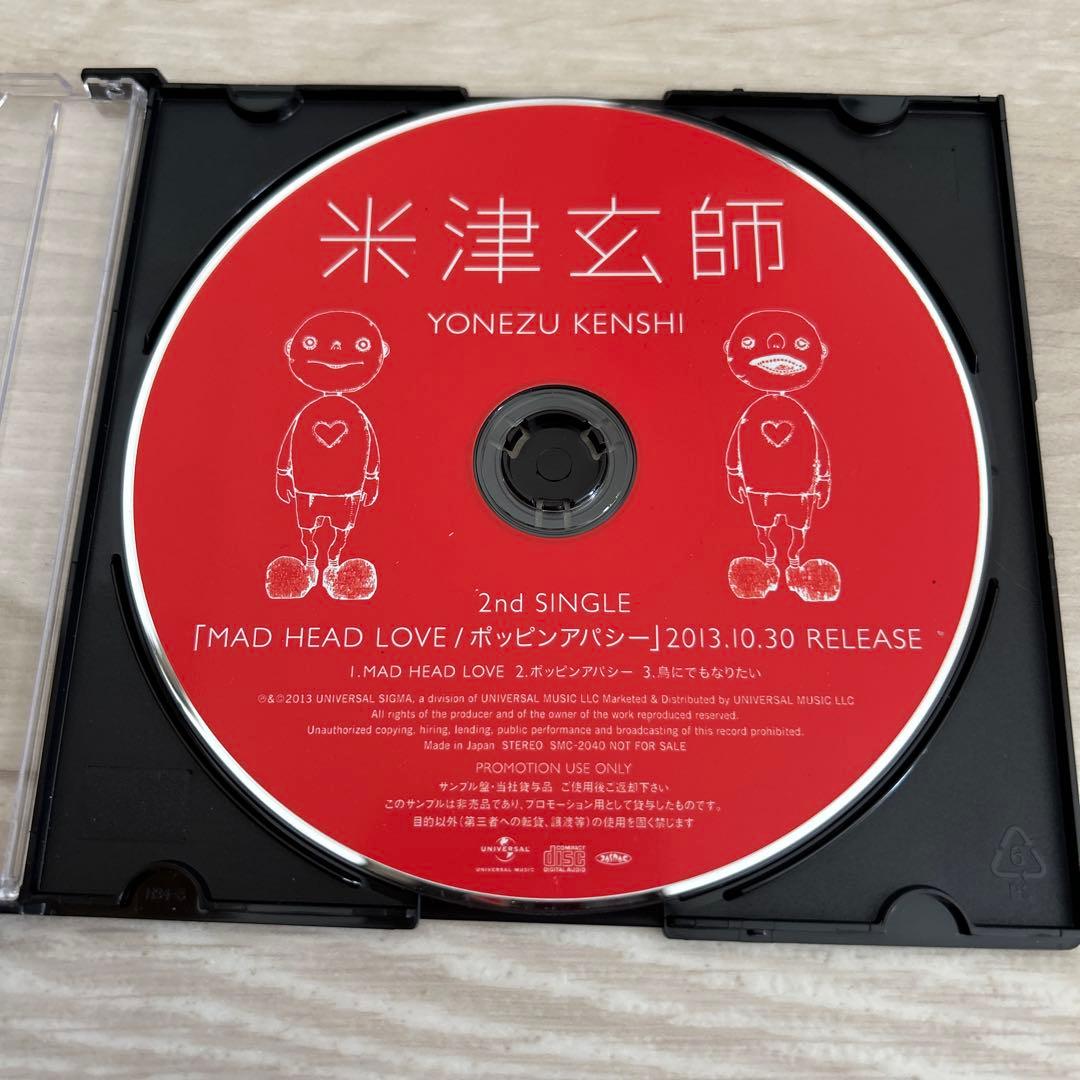 米津玄師
YONEZU KENSHI
2nd SINGLE
「MAD HEAD LOVE / ポッピンアパシー」2013.10.30 RELEASE
1.MAD HEAD LOVE 2.ポッピンアパシー 3.鳥にでもなりたい
℗&©2013 UNIVERSAL SIGMA, a division of UNIVERSAL MUSIC LLC Marketed & Distributed by UNIVERSAL MUSIC LLC
All rights of the producer and of the owner of the work reproduced reserved.
Unauthorized copying, hiring, lending, public performance and broadcasting of this record prohibited.
Made in Japan STEREO SMC-2040 NOT FOR SALE
PROMOTION USE ONLY
サンプル盤・当社貸与品 ご使用後ご返却下さい
このサンプルは非売品であり、プロモーション用として貸与したものです。
目的以外(第三者への転貸、譲渡等)の使用を固く禁じます
UNIVERSAL
UNIVERSAL MUSIC
COMPACT
disc
DIGITAL AUDIO
JASRAC
6
PS